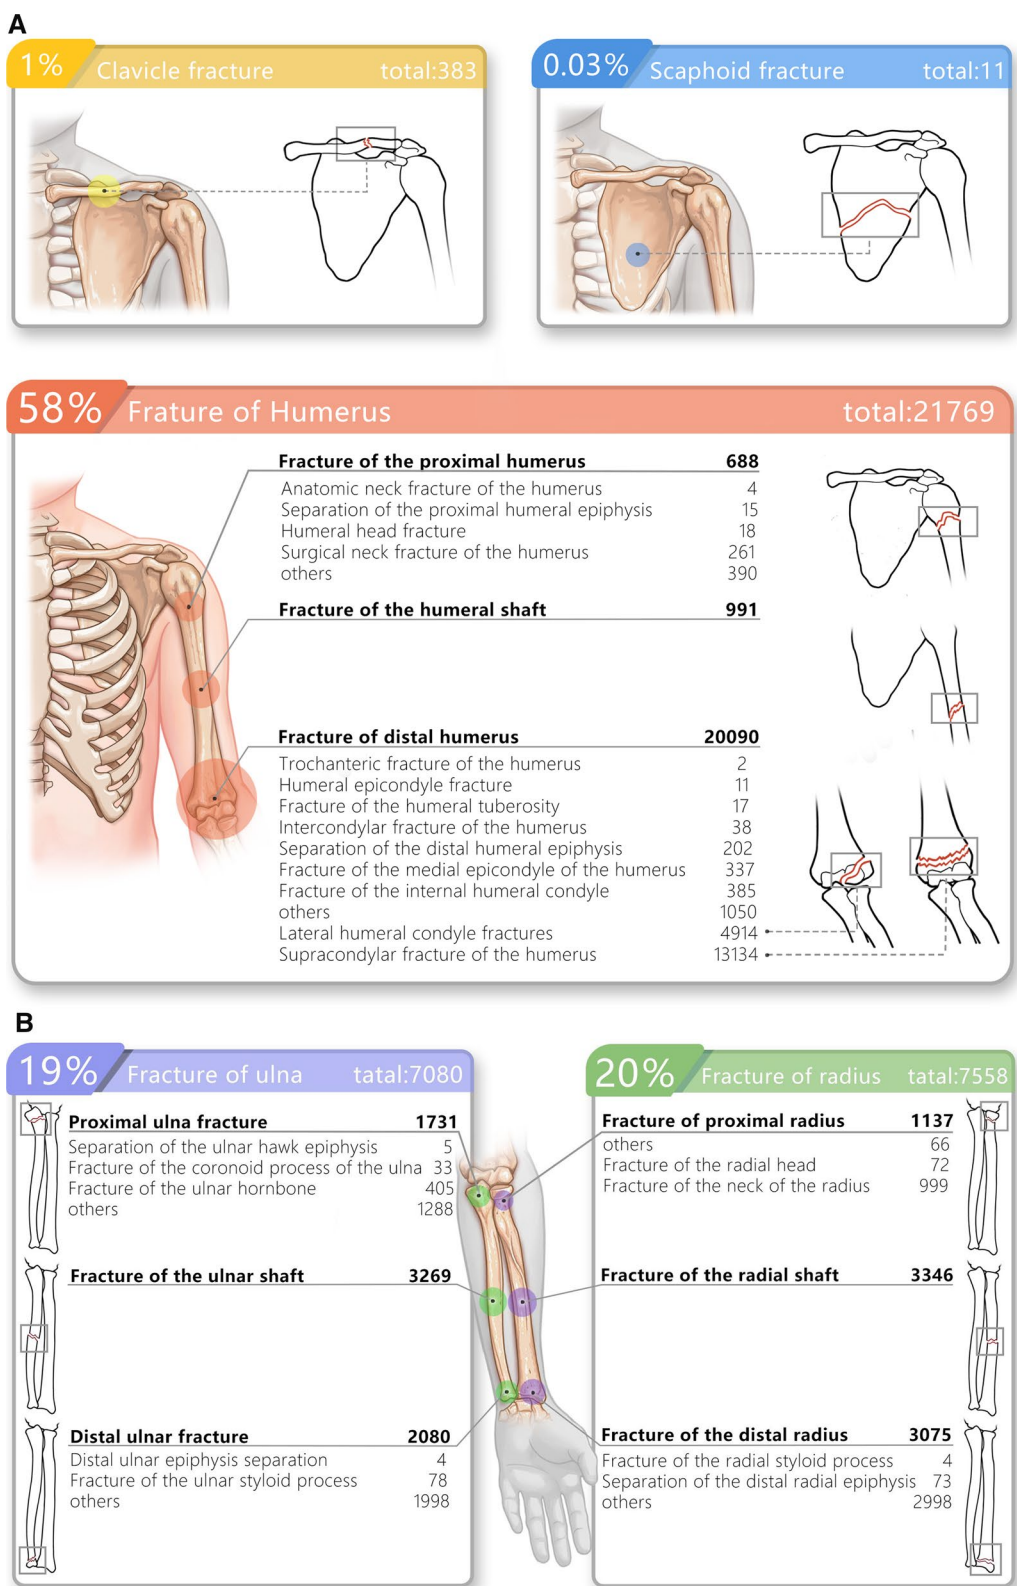 A
1% Clavicle fracture total:383
0.03% Scaphoid fracture total:11
58% Frature of Humerus total:21769
Fracture of the proximal humerus 688
Anatomic neck fracture of the humerus 4
Separation of the proximal humeral epiphysis 15
Humeral head fracture 18
Surgical neck fracture of the humerus 261
others 390
Fracture of the humeral shaft 991
Fracture of distal humerus 20090
Trochanteric fracture of the humerus 2
Humeral epicondyle fracture 11
Fracture of the humeral tuberosity 17
Intercondylar fracture of the humerus 38
Separation of the distal humeral epiphysis 202
Fracture of the medial epicondyle of the humerus 337
Fracture of the internal humeral condyle 385
others 1050
Lateral humeral condyle fractures 4914
Supracondylar fracture of the humerus 13134
B
19% Fracture of ulna tatal:7080
Proximal ulna fracture 1731
Separation of the ulnar hawk epiphysis 5
Fracture of the coronoid process of the ulna 33
Fracture of the ulnar hornbone 405
others 1288
Fracture of the ulnar shaft 3269
Distal ulnar fracture 2080
Distal ulnar epiphysis separation 4
Fracture of the ulnar styloid process 78
others 1998
20% Fracture of radius tatal:7558
Fracture of proximal radius 1137
others 66
Fracture of the radial head 72
Fracture of the neck of the radius 999
Fracture of the radial shaft 3346
Fracture of the distal radius 3075
Fracture of the radial styloid process 4
Separation of the distal radial epiphysis 73
others 2998